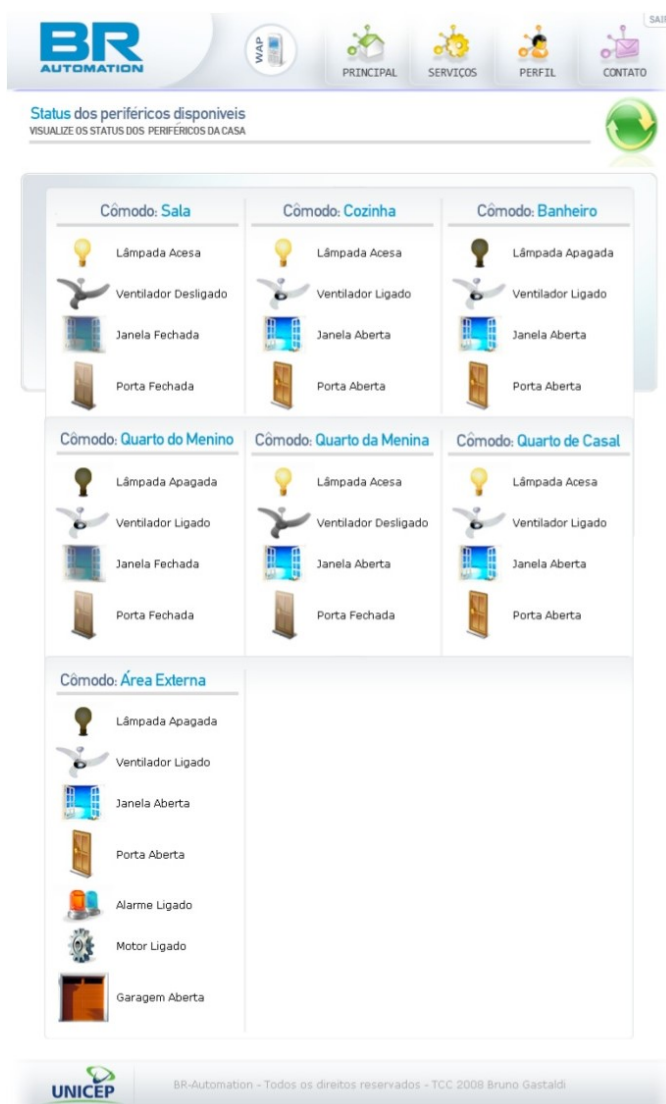 BR
AUTOMATION
WAP
PRINCIPAL
SERVIÇOS
PERFIL
CONTATO
SAIR
Status dos periféricos disponiveis
VISUALIZE OS STATUS DOS PERIFÉRICOS DA CASA
Cômodo: Sala
Lâmpada Acesa
Ventilador Desligado
Janela Fechada
Porta Fechada
Cômodo: Cozinha
Lâmpada Acesa
Ventilador Ligado
Janela Aberta
Porta Aberta
Cômodo: Banheiro
Lâmpada Apagada
Ventilador Ligado
Janela Aberta
Porta Aberta
Cômodo: Quarto do Menino
Lâmpada Apagada
Ventilador Ligado
Janela Fechada
Porta Fechada
Cômodo: Quarto da Menina
Lâmpada Acesa
Ventilador Desligado
Janela Aberta
Porta Fechada
Cômodo: Quarto de Casal
Lâmpada Acesa
Ventilador Ligado
Janela Aberta
Porta Aberta
Cômodo: Área Externa
Lâmpada Apagada
Ventilador Ligado
Janela Aberta
Porta Aberta
Alarme Ligado
Motor Ligado
Garagem Aberta
UNICEP
BR-Automation - Todos os direitos reservados - TCC 2008 Bruno Gastaldi